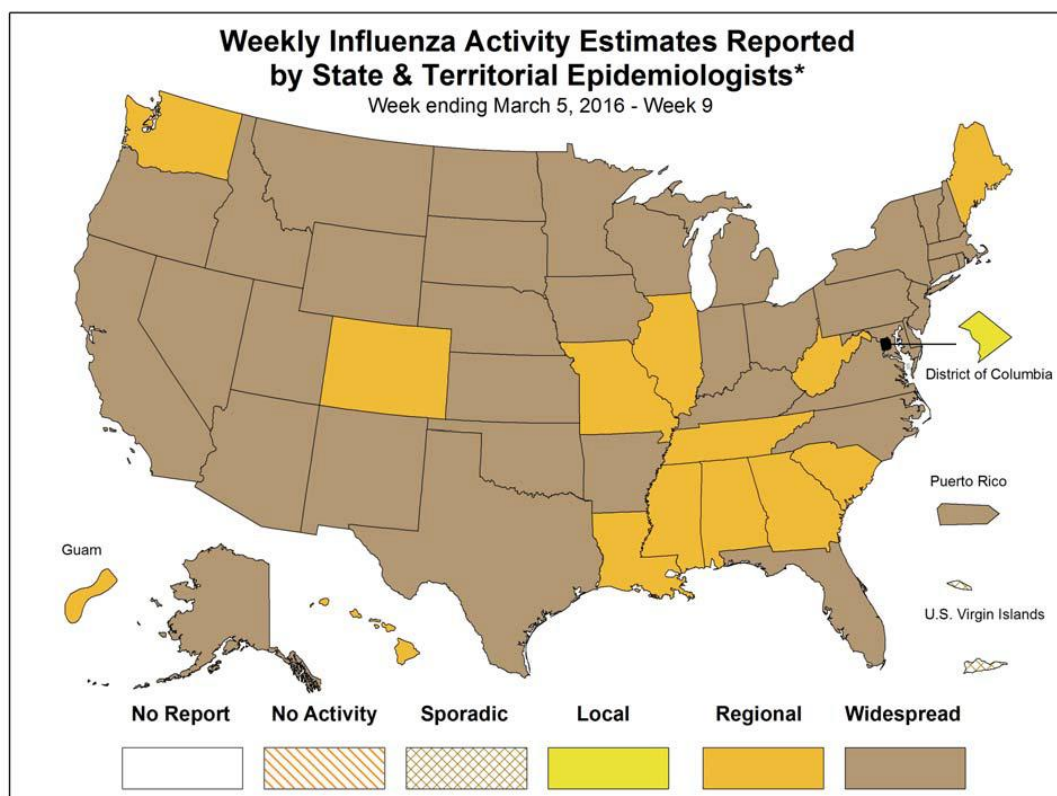 Weekly Influenza Activity Estimates Reported
by State & Territorial Epidemiologists*
Week ending March 5, 2016 - Week 9
District of Columbia
Puerto Rico
Guam
U.S. Virgin Islands
No Report No Activity Sporadic Local Regional Widespread